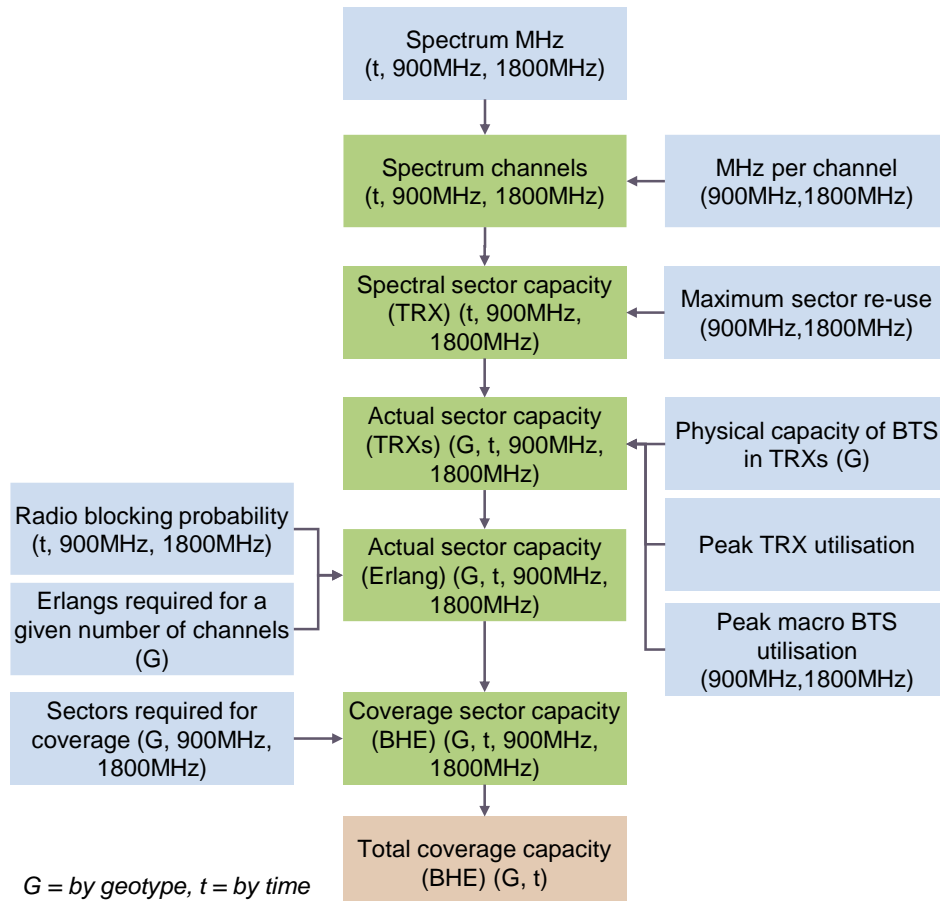 Spectrum MHz
(t, 900MHz, 1800MHz)
Spectrum channels
(t, 900MHz, 1800MHz)
MHz per channel
(900MHz,1800MHz)
Spectral sector capacity
(TRX) (t, 900MHz,
1800MHz)
Maximum sector re-use
(900MHz,1800MHz)
Actual sector capacity
(TRXs) (G, t, 900MHz,
1800MHz)
Physical capacity of BTS
in TRXs (G)
Radio blocking probability
(t, 900MHz, 1800MHz)
Actual sector capacity
(Erlang) (G, t, 900MHz,
1800MHz)
Peak TRX utilisation
Erlangs required for a
given number of channels
(G)
Peak macro BTS
utilisation
(900MHz,1800MHz)
Sectors required for
coverage (G, 900MHz,
1800MHz)
Coverage sector capacity
(BHE) (G, t, 900MHz,
1800MHz)
Total coverage capacity
(BHE) (G, t)
G = by geotype, t = by time